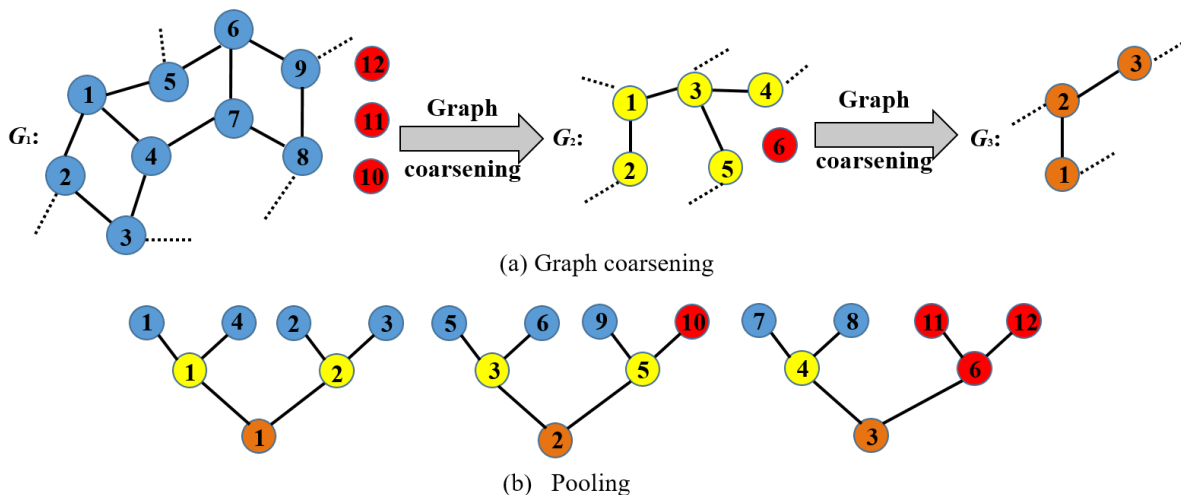 6
5
9
12
1
Graph
3
4
Graph
3
1
2
7
11
G₁:
4
8
G₂:
6
G₃:
2
10
coarsening
2
5
coarsening
1
3
(a) Graph coarsening
1 4 2 3 5 6 9 10 7 8 11 12
1 2 3 5 4 6
1 2 3
(b) Pooling